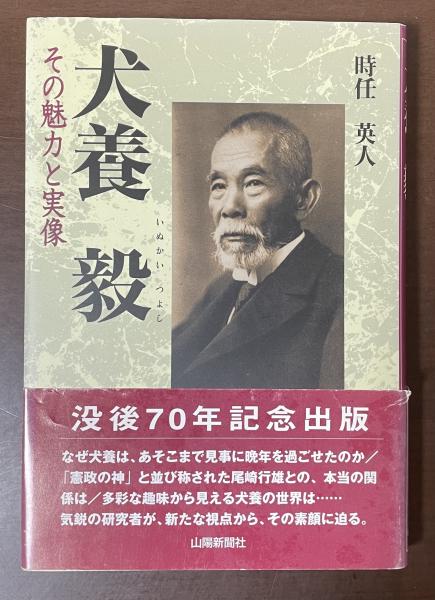 犬養 毅
いぬかい つよし
その魅力と実像
時任 英人
没後70年記念出版
なぜ犬養は、あそこまで見事に晩年を過ごせたのか／
「憲政の神」と並び称された尾崎行雄との、本当の関
係は／多彩な趣味から見える犬養の世界は……
気鋭の研究者が、新たな視点から、その素顔に迫る。
山陽新聞社